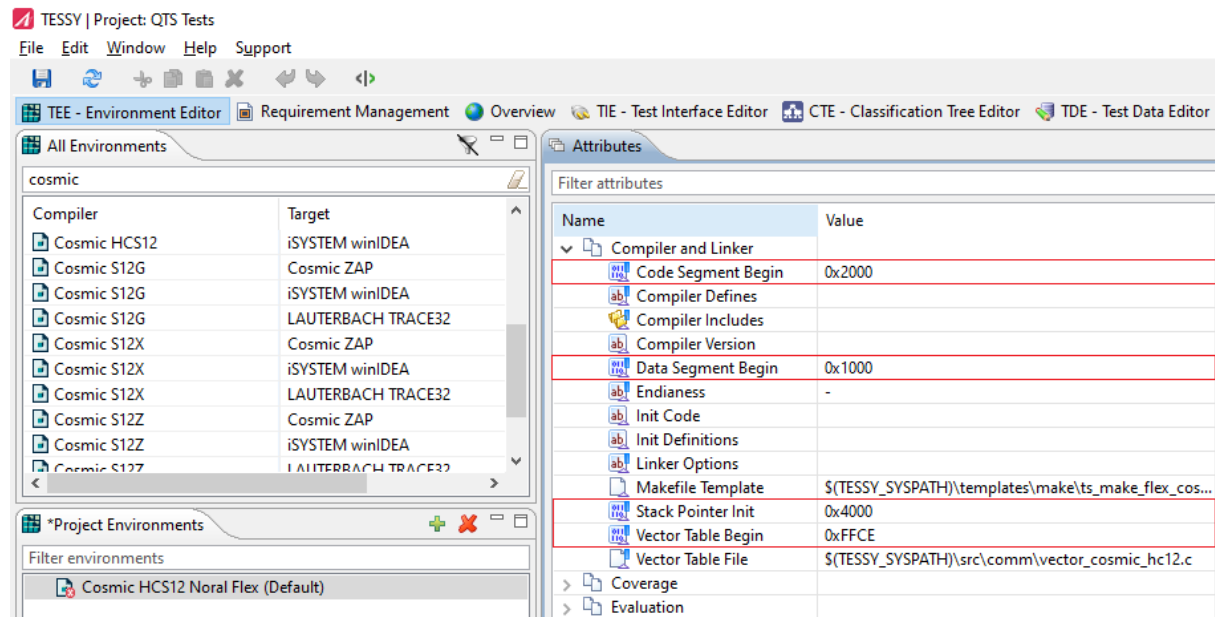 TESSY | Project: QTS Tests
File Edit Window Help Support
TEE - Environment Editor Requirement Management Overview TIE - Test Interface Editor CTE - Classification Tree Editor TDE - Test Data Editor
All Environments
cosmic
Compiler Target
Cosmic HCS12 iSYSTEM winIDEA
Cosmic S12G Cosmic ZAP
Cosmic S12G iSYSTEM winIDEA
Cosmic S12G LAUTERBACH TRACE32
Cosmic S12X Cosmic ZAP
Cosmic S12X iSYSTEM winIDEA
Cosmic S12X LAUTERBACH TRACE32
Cosmic S12Z Cosmic ZAP
Cosmic S12Z iSYSTEM winIDEA
Cosmic S12Z LAUTERBACH TRACE32
*Project Environments
Filter environments
Cosmic HCS12 Noral Flex (Default)
Attributes
Filter attributes
Name Value
Compiler and Linker
Code Segment Begin 0x2000
Compiler Defines
Compiler Includes
Compiler Version
Data Segment Begin 0x1000
Endianess -
Init Code
Init Definitions
Linker Options
Makefile Template $(TESSY_SYSPATH)\templates\make\ts_make_flex_cos...
Stack Pointer Init 0x4000
Vector Table Begin 0xFFCE
Vector Table File $(TESSY_SYSPATH)\src\comm\vector_cosmic_hc12.c
Coverage
Evaluation